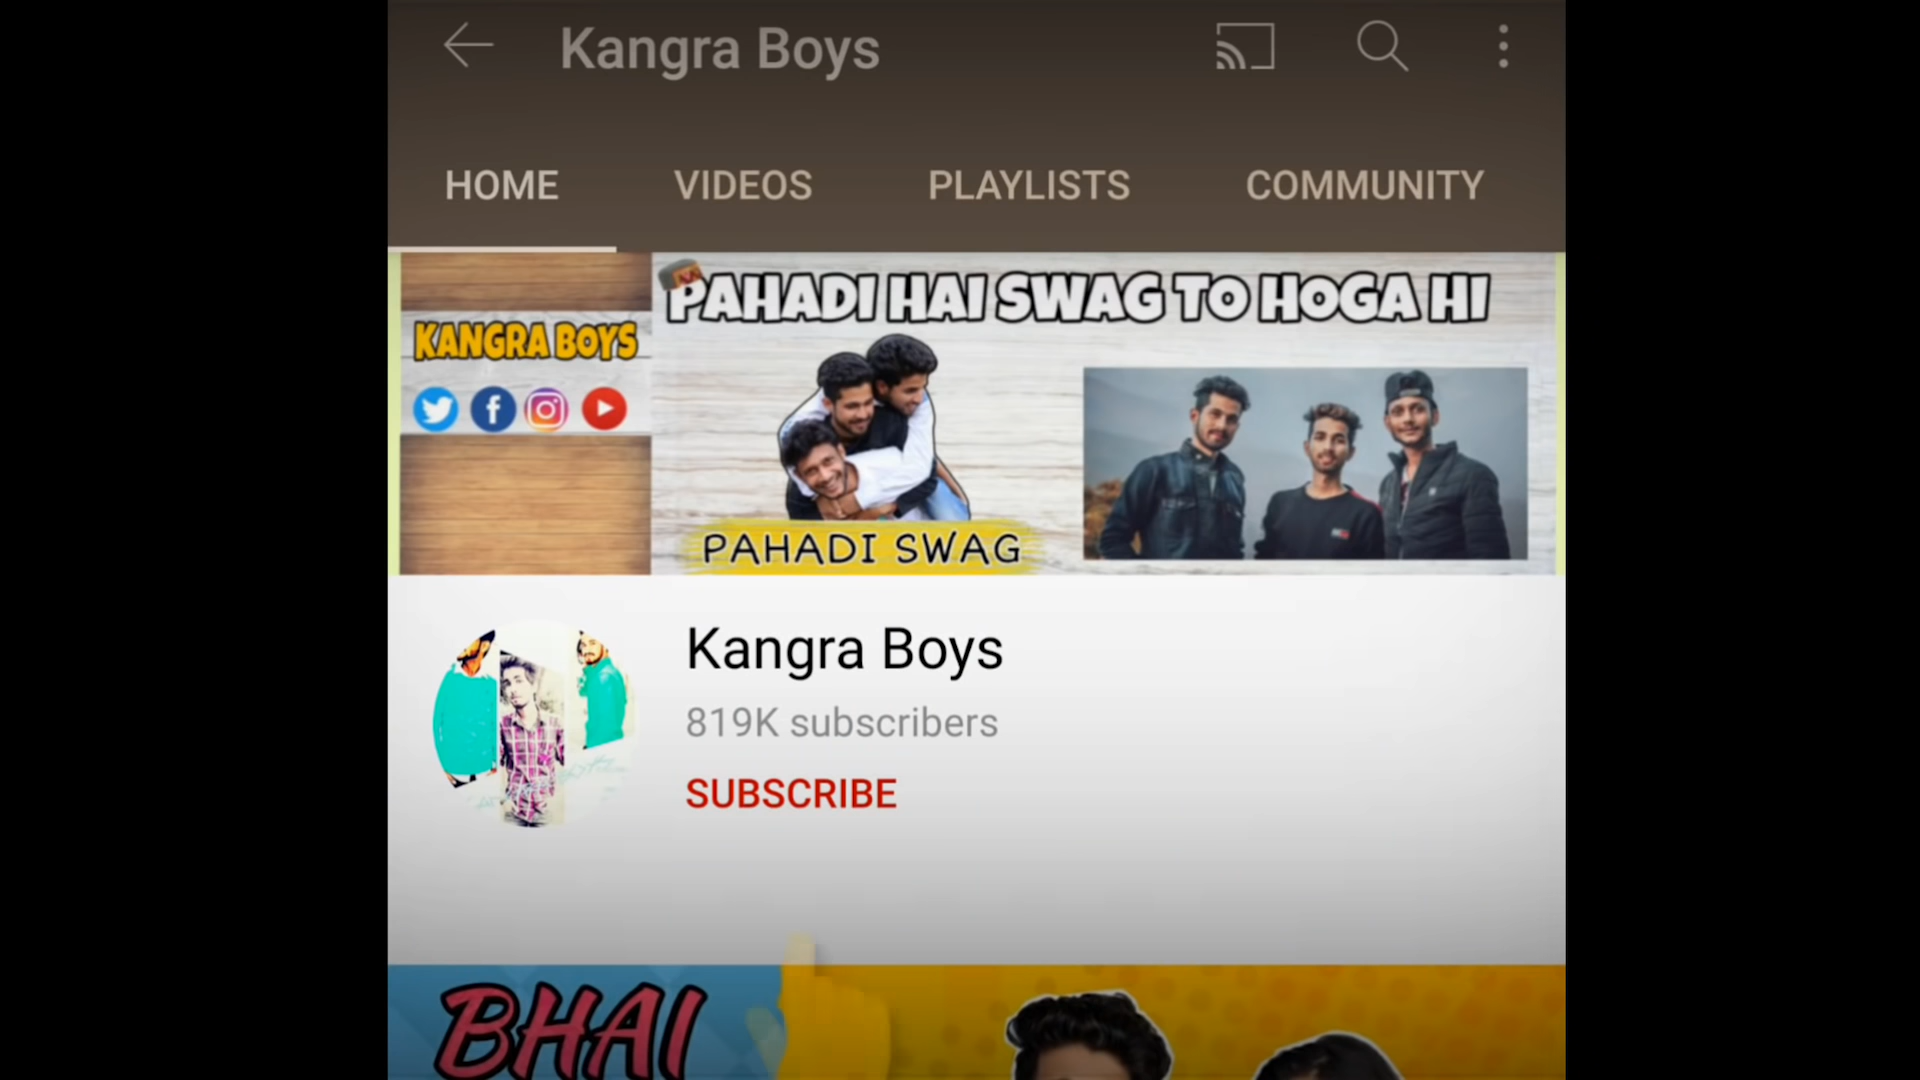 Kangra Boys
HOME VIDEOS PLAYLISTS COMMUNITY
PAHADI HAI SWAG TO HOGA HI
KANGRA BOYS
PAHADI SWAG
Kangra Boys
819K subscribers
SUBSCRIBE
BHAI